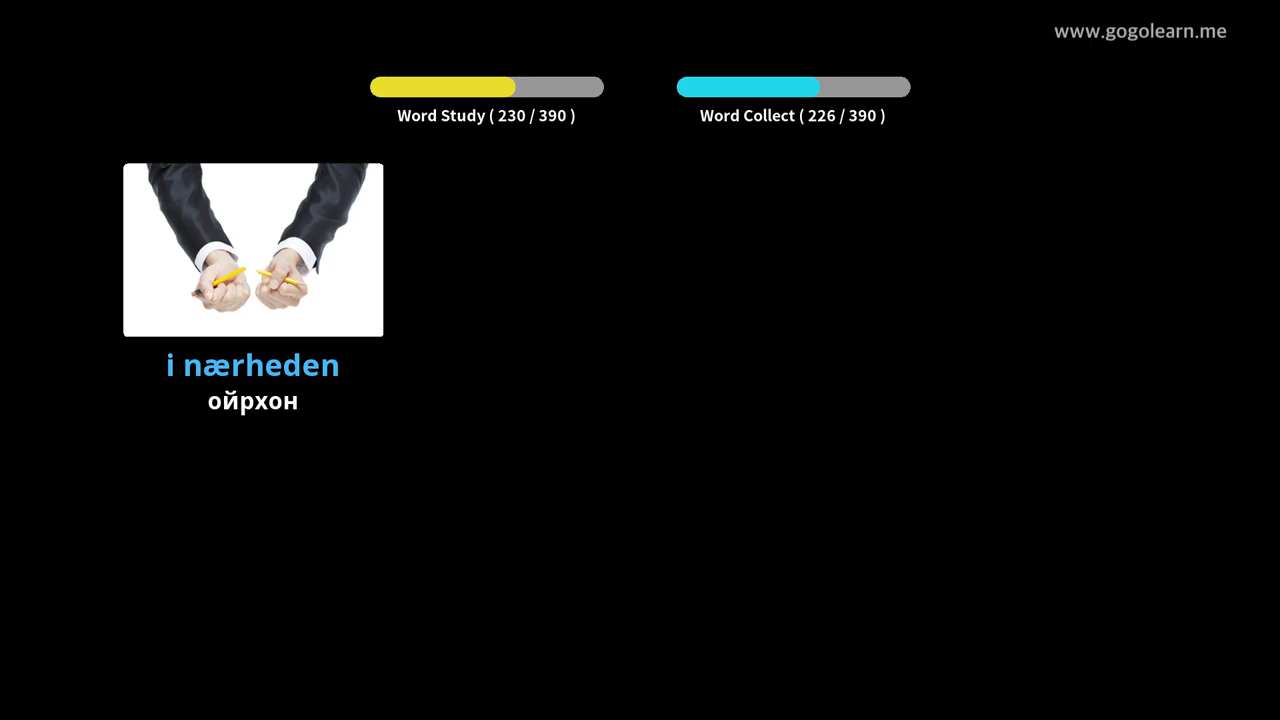 www.gogolearn.me
Word Study ( 230 / 390 )
Word Collect ( 226 / 390 )
i nærheden
ойрхон